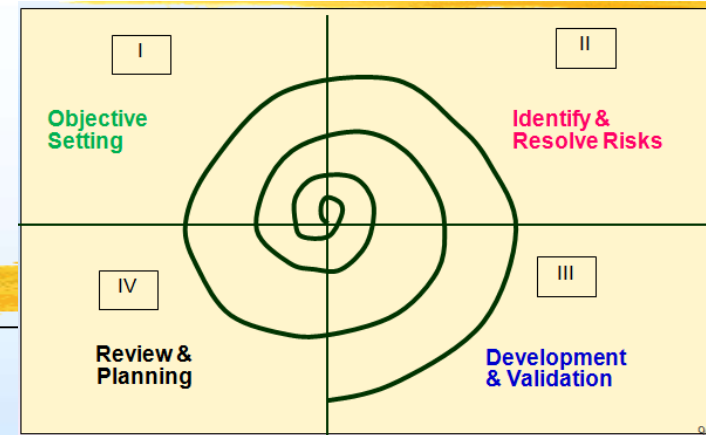 I
II
Objective
Setting
Identify &
Resolve Risks
IV
III
Review &
Planning
Development
& Validation